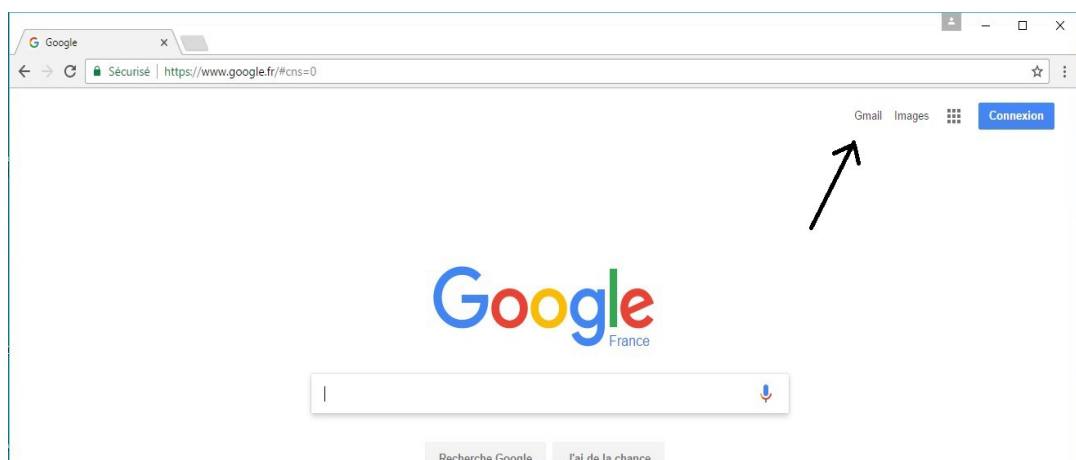 Google
Sécurisé | https://www.google.fr/#cns=0
Gmail Images Connexion
Google
France
Recherche Google J'ai de la chance